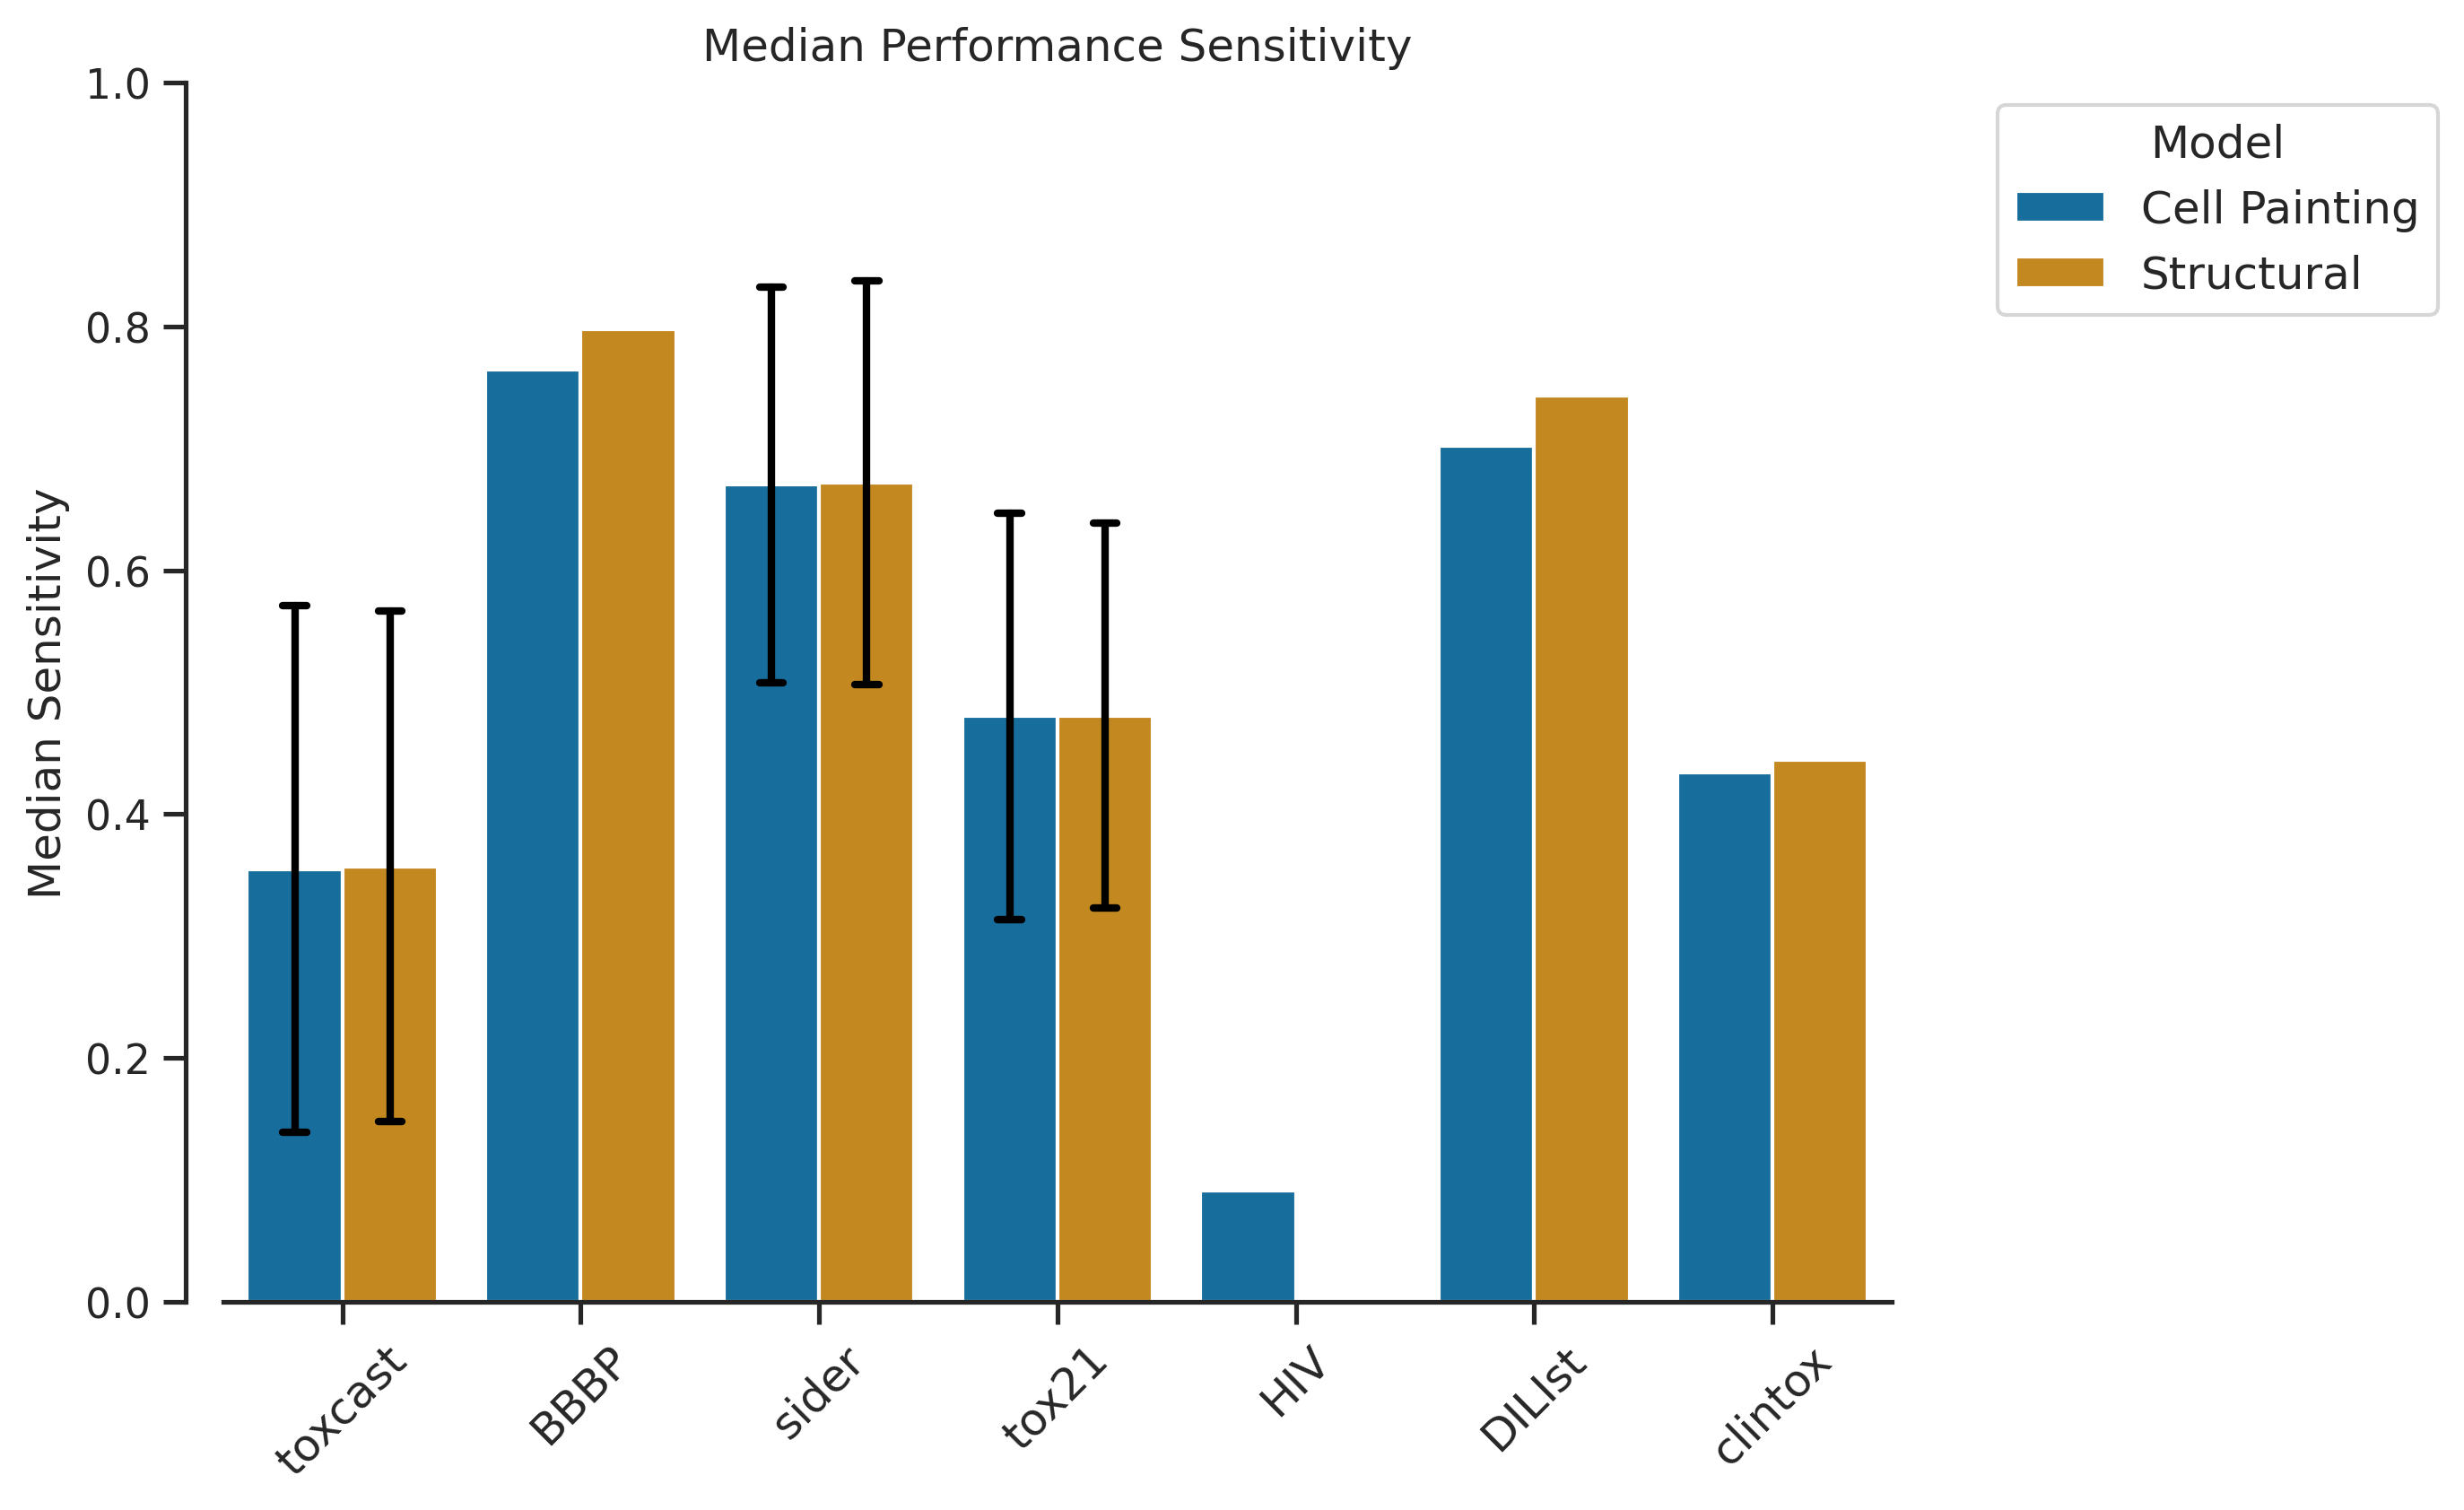 Median Performance Sensitivity
1.0
0.8
0.6
0.4
0.2
0.0
Median Sensitivity
toxcast
BBBP
sider
tox21
HIV
DILIst
clintox
Model
Cell Painting
Structural